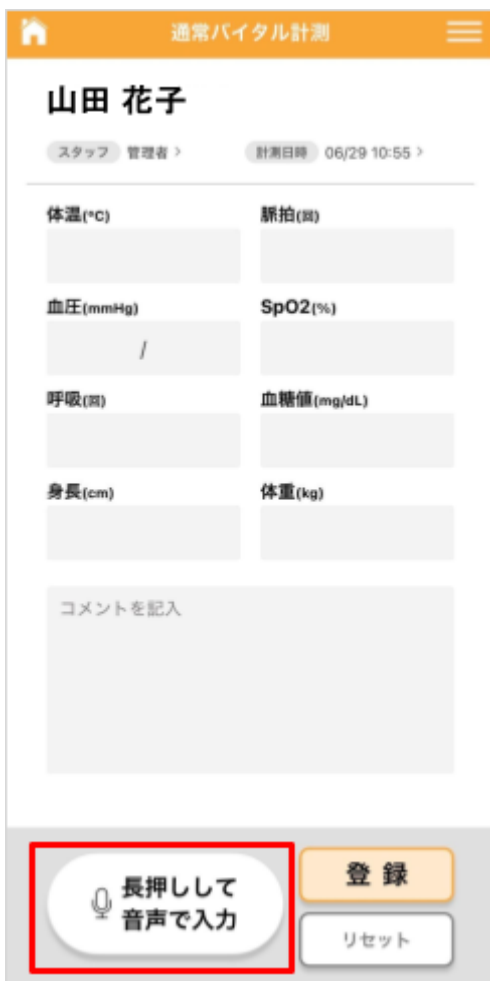 通常バイタル計測
山田 花子
スタッフ 管理者 > 計測日時 06/29 10:55 >
体温(°C) 脈拍(回)
血圧(mmHg) SpO2(%)
/
呼吸(回) 血糖値(mg/dL)
身長(cm) 体重(kg)
コメントを記入
長押しして
音声で入力
登 録
リセット